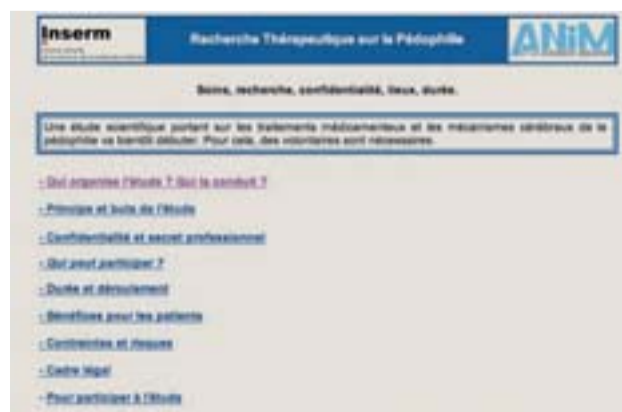 Inserm
Recherche Thérapeutique sur la Pédophilie
ANiM
Soins, recherche, confidentialité, lieux, durée.
Une étude scientifique portant sur les traitements médicamenteux et les mécanismes cérébraux de la
pédophilie va bientôt débuter. Pour cela, des volontaires sont nécessaires.
- Qui organise l'étude ? Qui la conduit ?
- Principe et buts de l'étude
- Confidentialité et secret professionnel
- Qui peut participer ?
- Durée et déroulement
- Bénéfices pour les patients
- Contraintes et risques
- Cadre légal
- Pour participer à l'étude